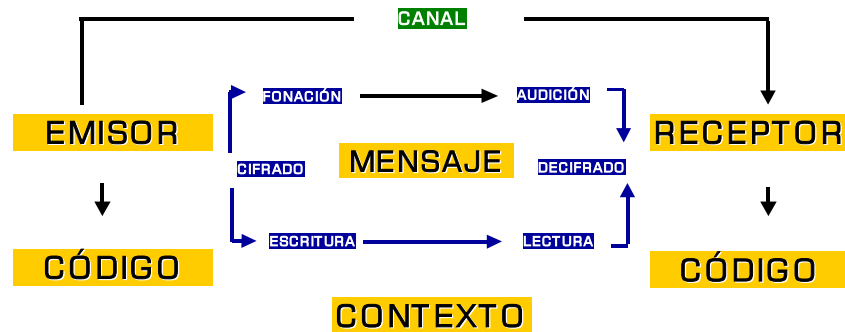 CANAL
FONACIÓN
AUDICIÓN
EMISOR
RECEPTOR
MENSAJE
CIFRADO
DECIFRADO
ESCRITURA
LECTURA
CÓDIGO
CÓDIGO
CONTEXTO